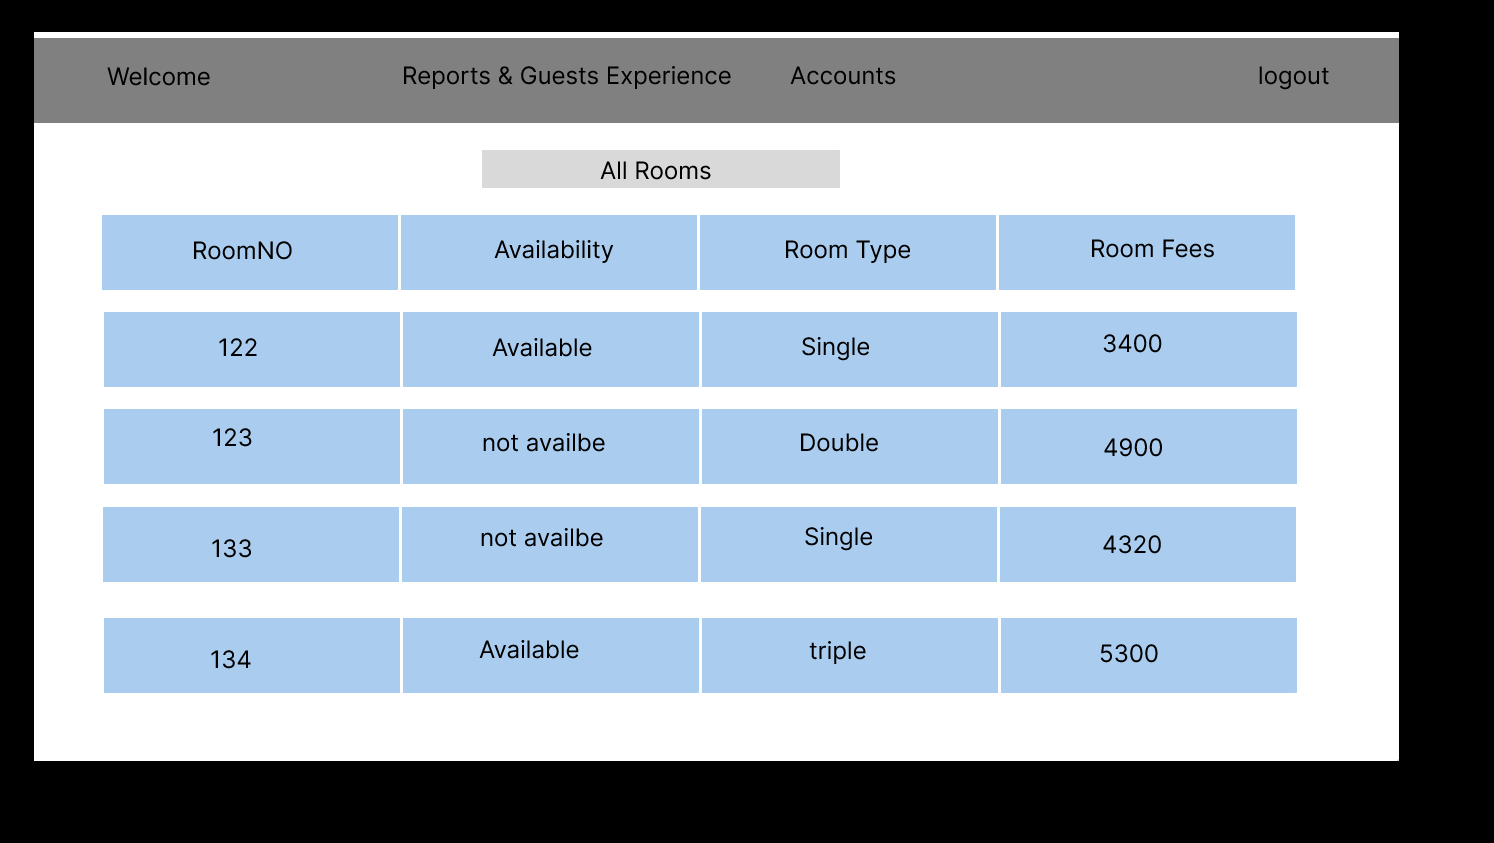 Welcome Reports & Guests Experience Accounts logout
All Rooms
RoomNO Availability Room Type Room Fees
122 Available Single 3400
123 not availbe Double 4900
133 not availbe Single 4320
134 Available triple 5300